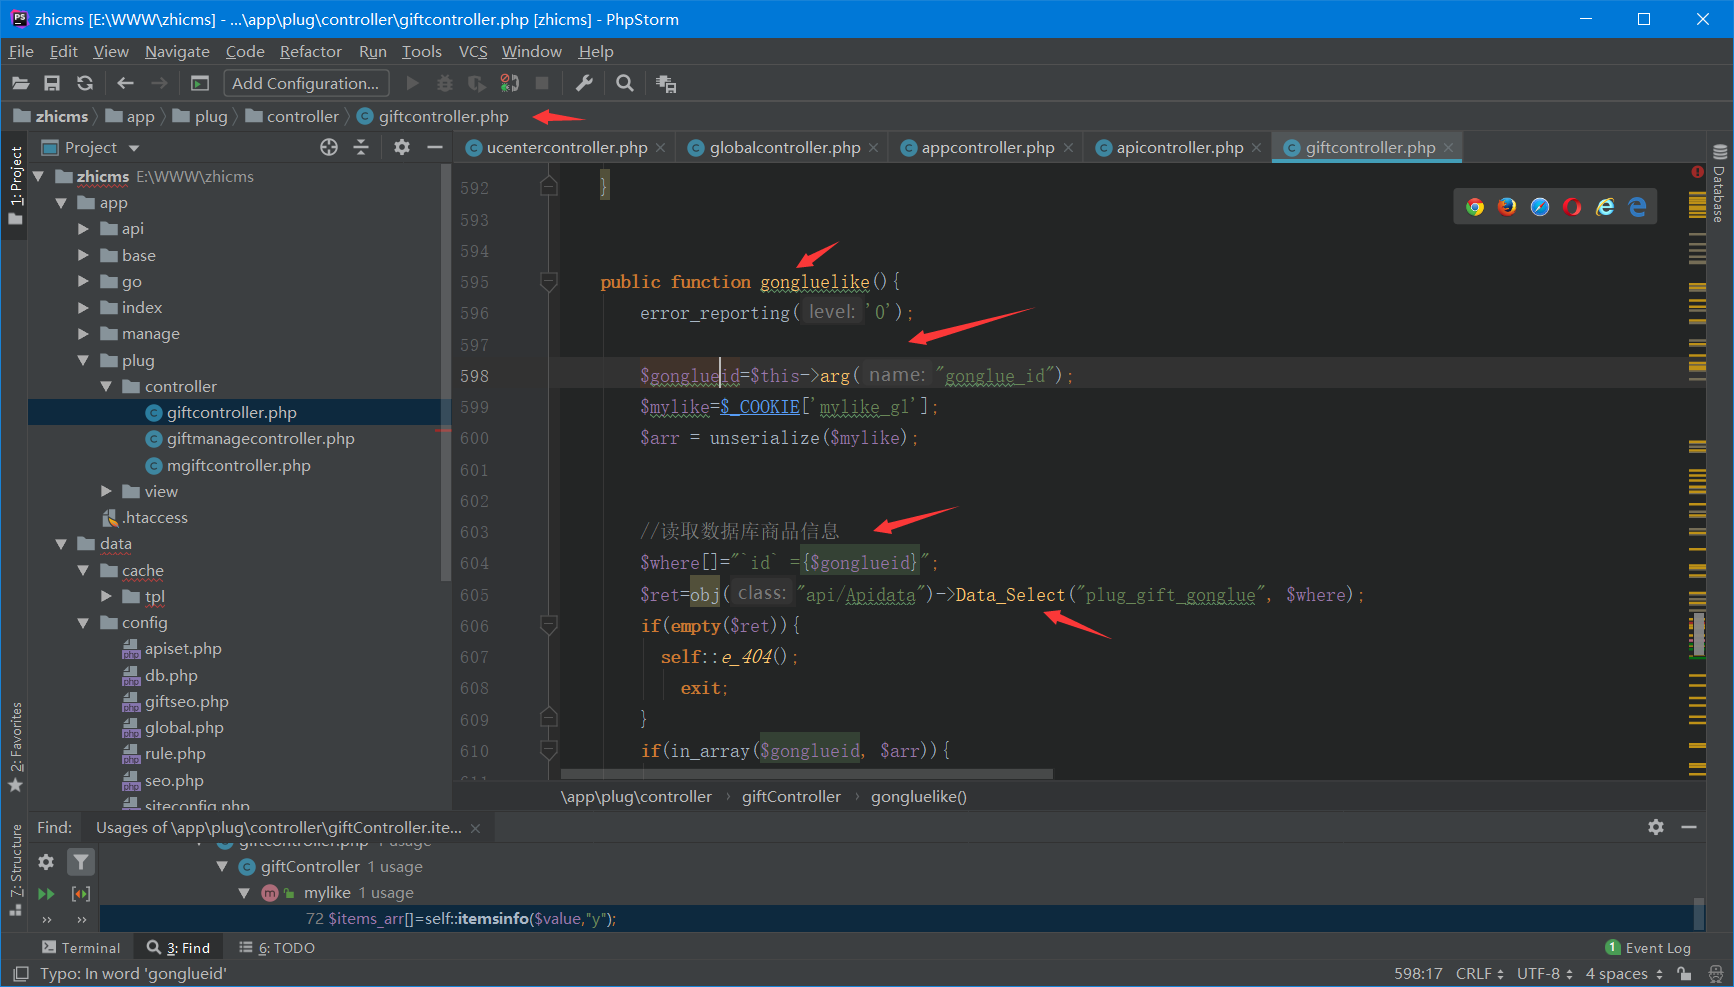 zhicms [E:\WWW\zhicms] - ...\app\plug\controller\giftcontroller.php [zhicms] - PhpStorm
File Edit View Navigate Code Refactor Run Tools VCS Window Help
Add Configuration...
zhicms app plug controller giftcontroller.php
1: Project
Project
ucentercontroller.php globalcontroller.php appcontroller.php apicontroller.php giftcontroller.php
Database
zhicms E:\WWW\zhicms
app
api
base
go
index
manage
plug
controller
giftcontroller.php
giftmanagecontroller.php
mgiftcontroller.php
view
.htaccess
data
cache
tpl
config
apiset.php
db.php
giftseo.php
global.php
rule.php
seo.php
siteconfig.php
592 }
593
594
595 public function gongluelike(){
596 error_reporting( level: '0');
597
598 $glonglueid=$this->arg( name: "gonglue_id");
599 $mylike=$_COOKIE['mylike_gl'];
600 $arr = unserialize($mylike);
601
602
603 //读取数据库商品信息
604 $where[]="`id` ={$gonglueid}";
605 $ret=obj( class: "api/Apidata")->Data_Select("plug_gift_gonglue", $where);
606 if(empty($ret)){
607 self::e_404();
608 exit;
609 }
610 if(in_array($gonglueid, $arr)){
611
\app\plug\controller › giftController › gongluelike()
2: Favorites
Z: Structure
Find: Usages of \app\plug\controller\giftController.ite...
giftcontroller.php 1 usage
giftController 1 usage
mylike 1 usage
72 $items_arr[]=self::itemsinfo($value,"y");
Terminal 3: Find 6: TODO 1 Event Log
Typo: In word 'gonglueid' 598:17 CRLF UTF-8 4 spaces